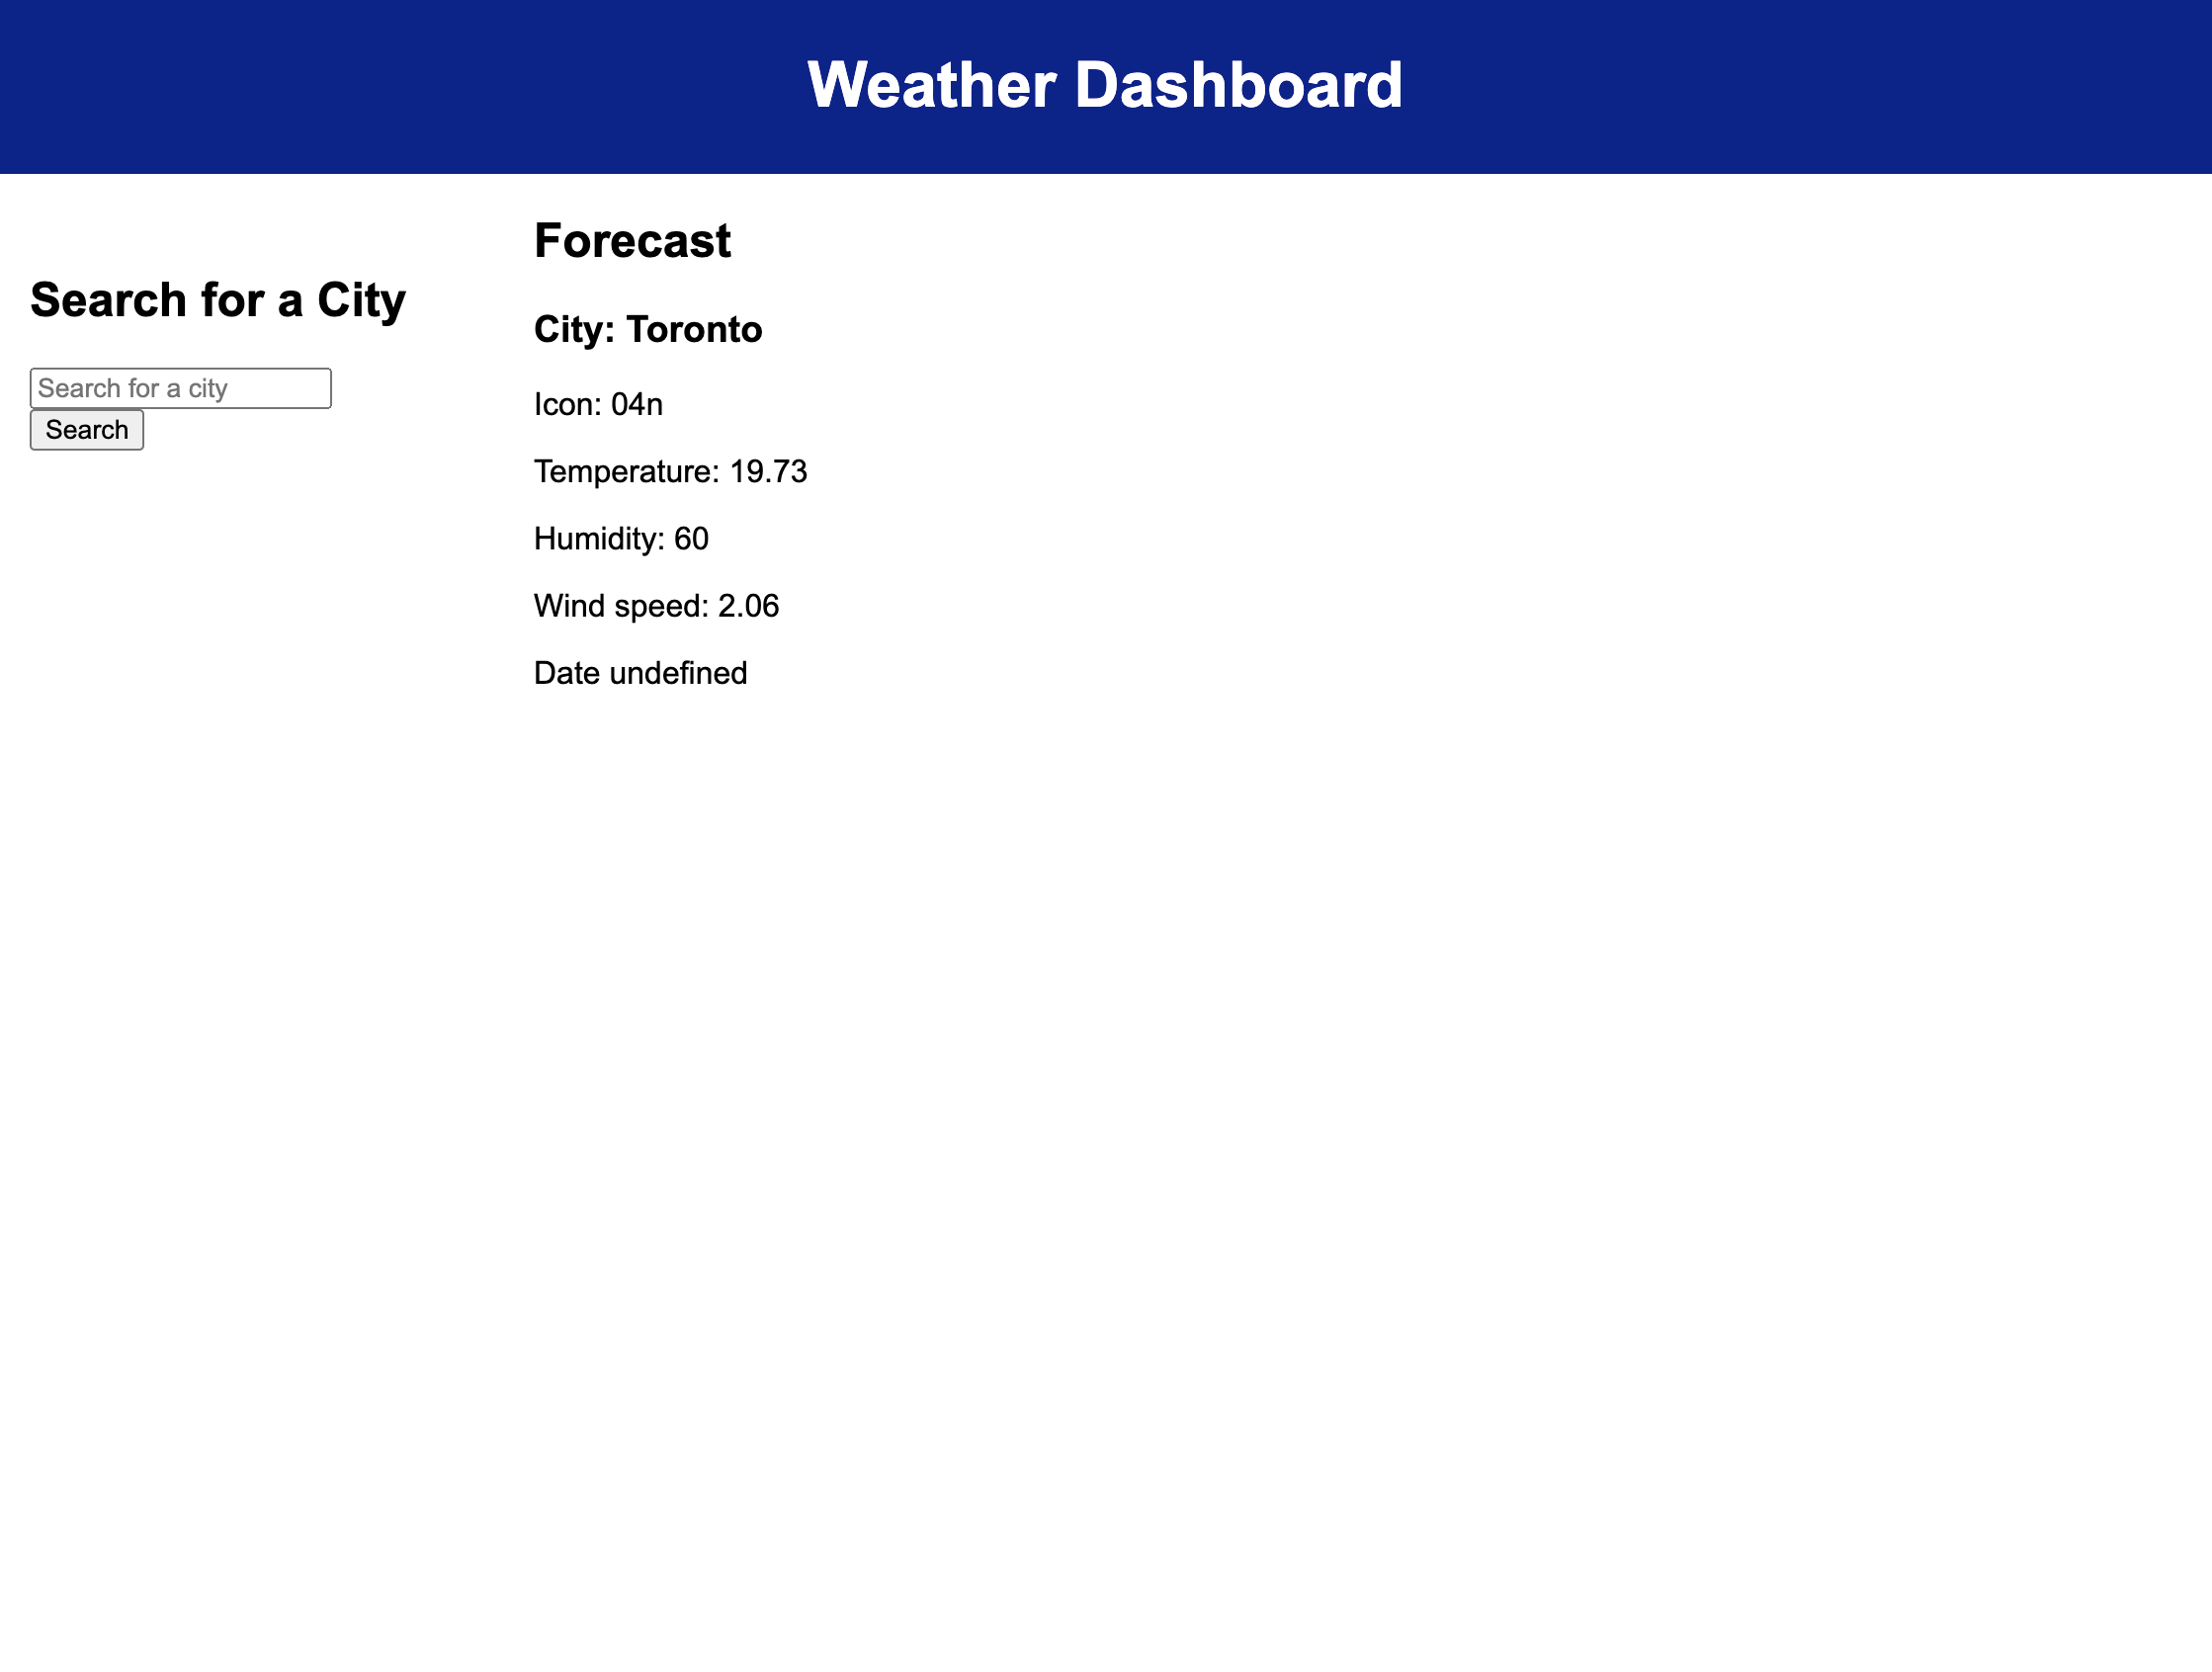 Weather Dashboard
Search for a City
Search for a city
Search
Forecast
City: Toronto
Icon: 04n
Temperature: 19.73
Humidity: 60
Wind speed: 2.06
Date undefined